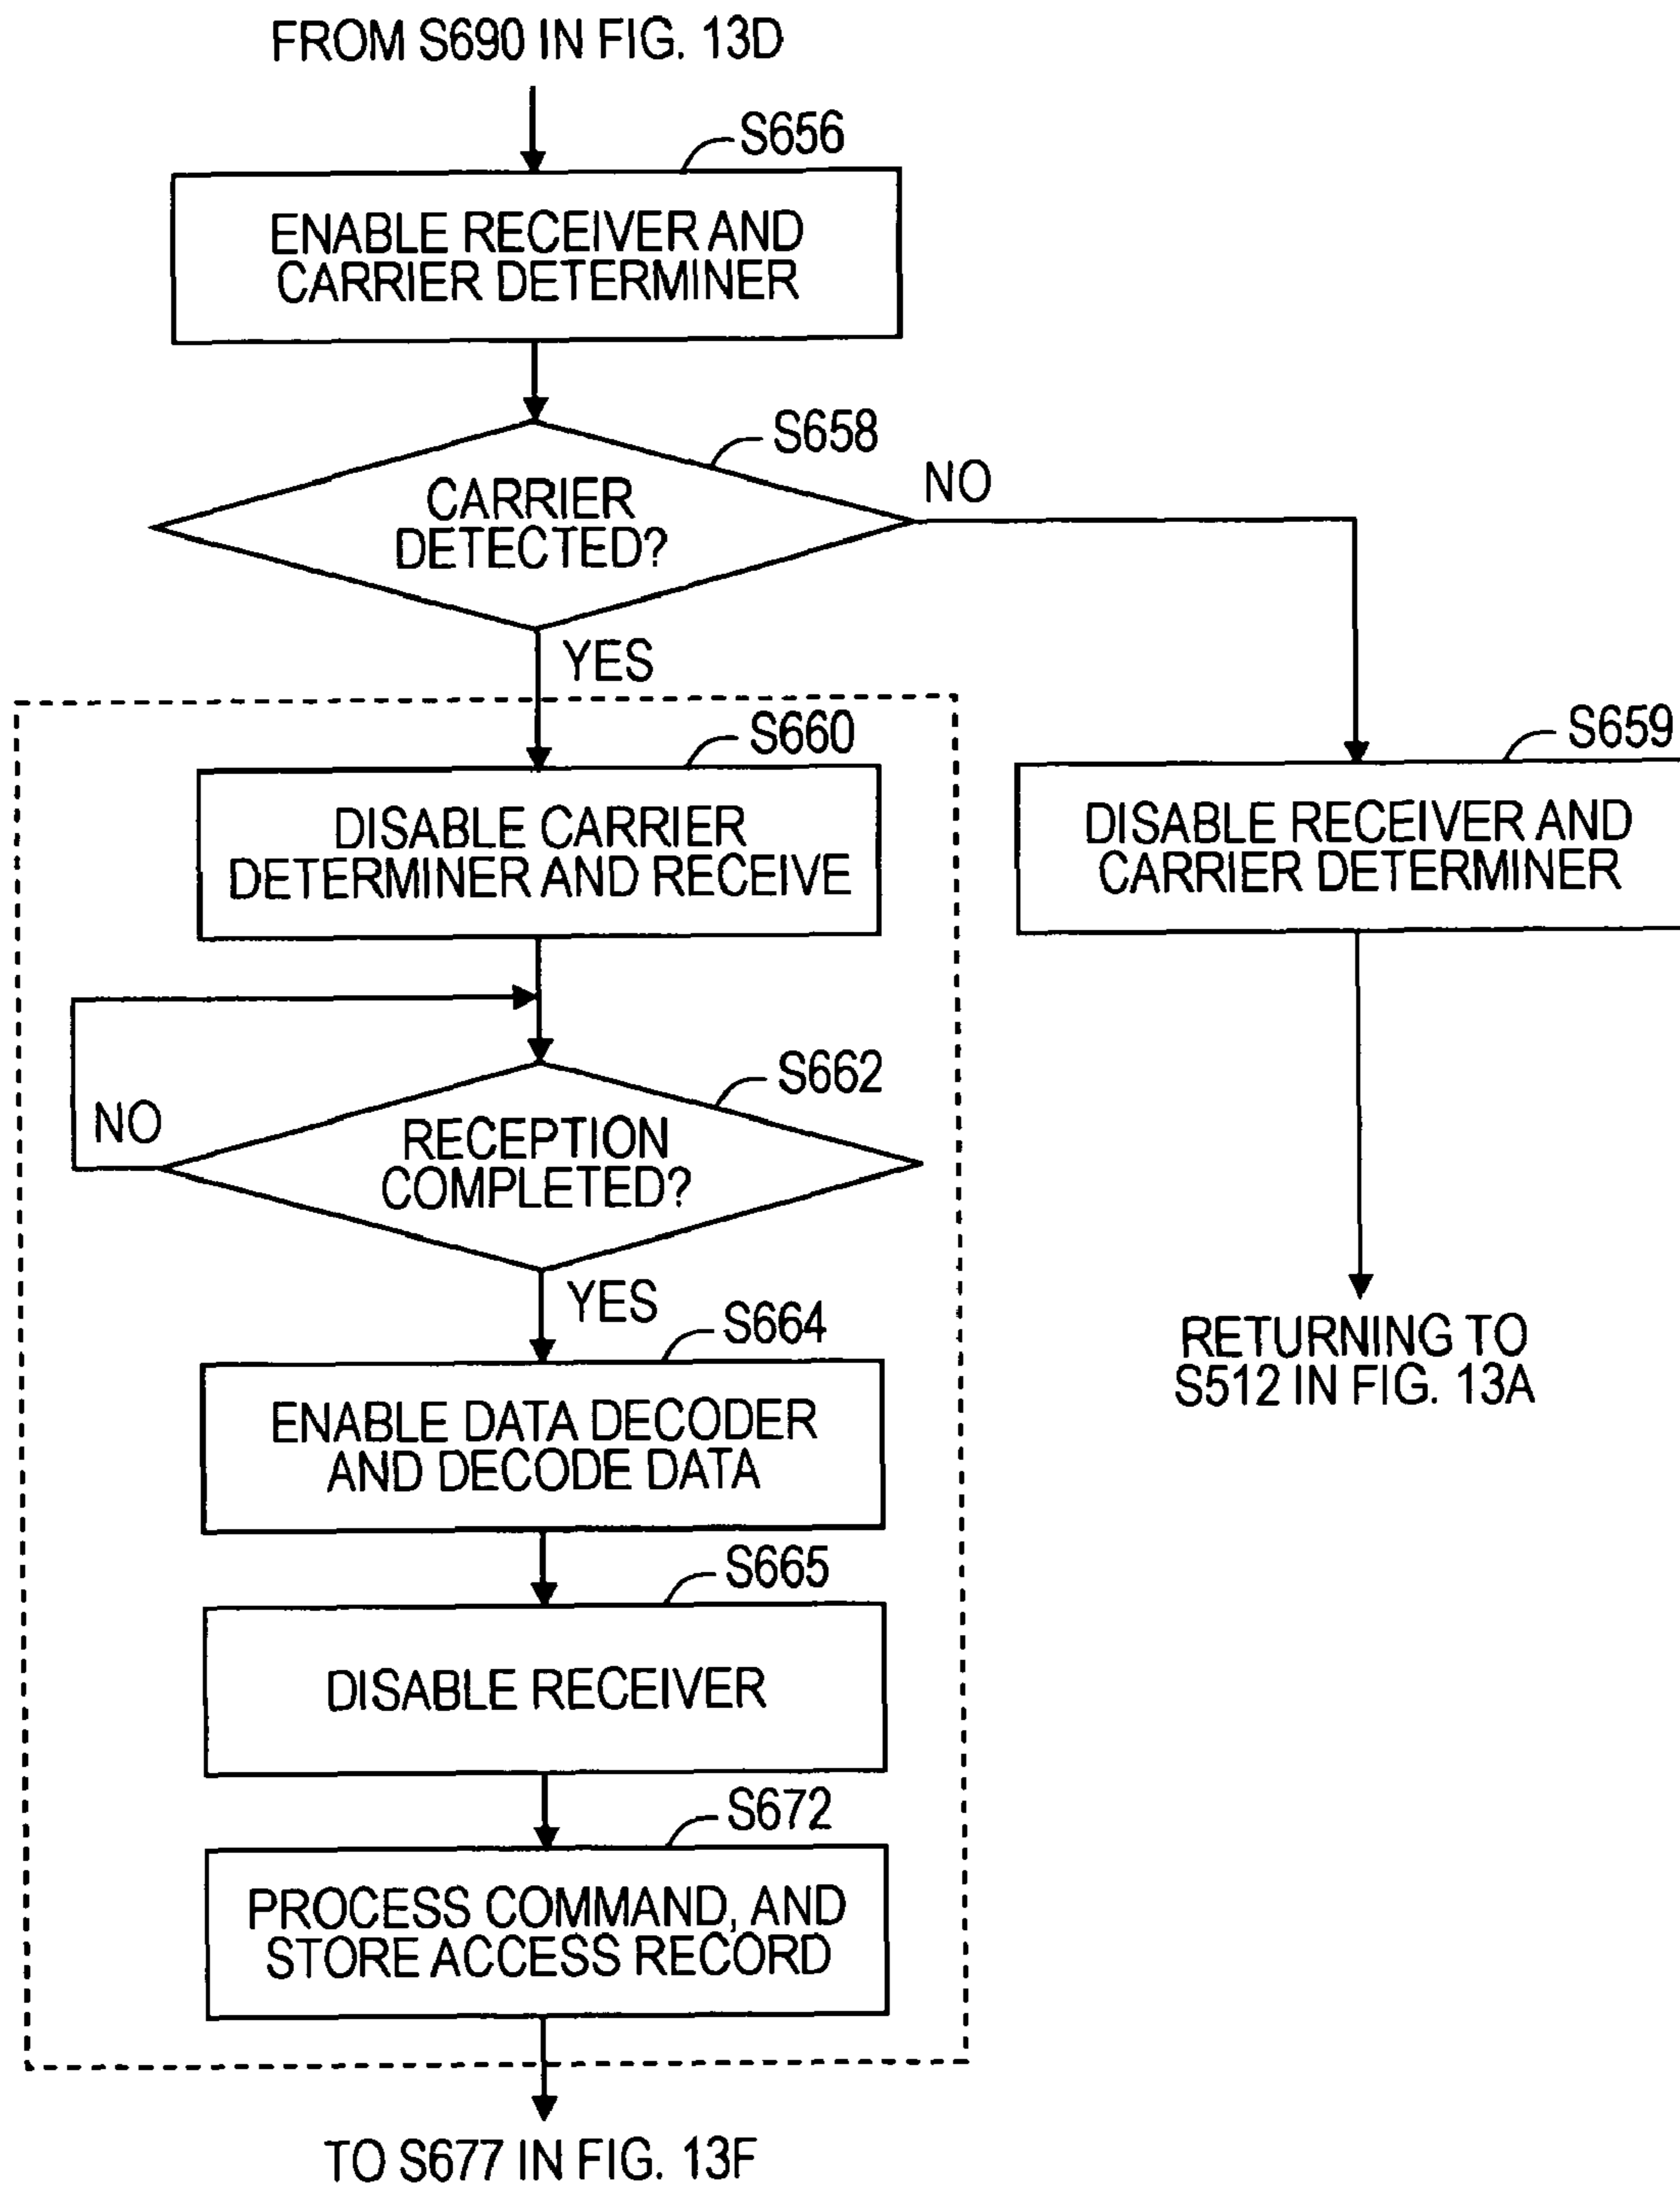 FROM S690 IN FIG. 13D
S656
ENABLE RECEIVER AND
CARRIER DETERMINER
S658
CARRIER
DETECTED?
NO
YES
S660
DISABLE CARRIER
DETERMINER AND RECEIVE
S659
DISABLE RECEIVER AND
CARRIER DETERMINER
S662
NO
RECEPTION
COMPLETED?
YES
RETURNING TO
S512 IN FIG. 13A
S664
ENABLE DATA DECODER
AND DECODE DATA
S665
DISABLE RECEIVER
S672
PROCESS COMMAND, AND
STORE ACCESS RECORD
TO S677 IN FIG. 13F